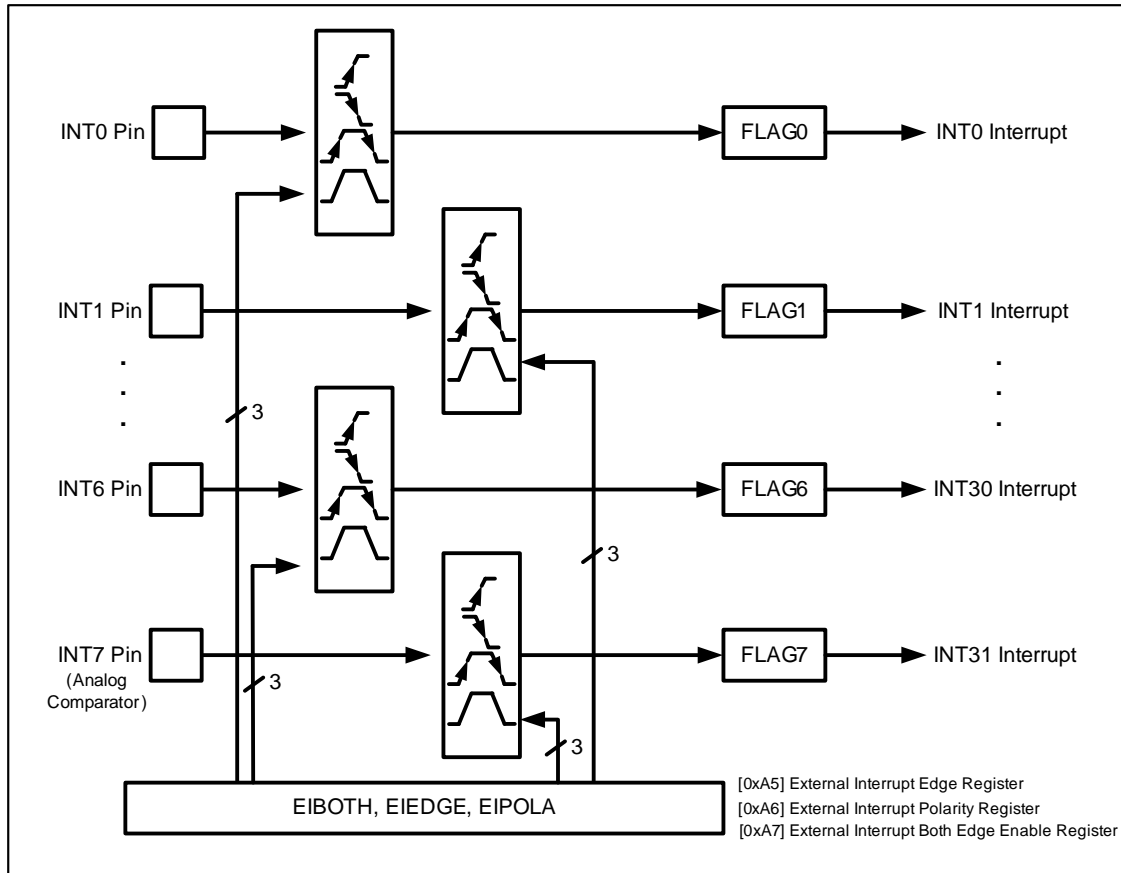 INT0 Pin
FLAG0
INT0 Interrupt
INT1 Pin
FLAG1
INT1 Interrupt
.
.
.
.
.
.
3
INT6 Pin
FLAG6
INT30 Interrupt
3
INT7 Pin
(Analog
Comparator)
FLAG7
INT31 Interrupt
3
3
EIBOTH, EIEDGE, EIPOLA
[0xA5] External Interrupt Edge Register
[0xA6] External Interrupt Polarity Register
[0xA7] External Interrupt Both Edge Enable Register